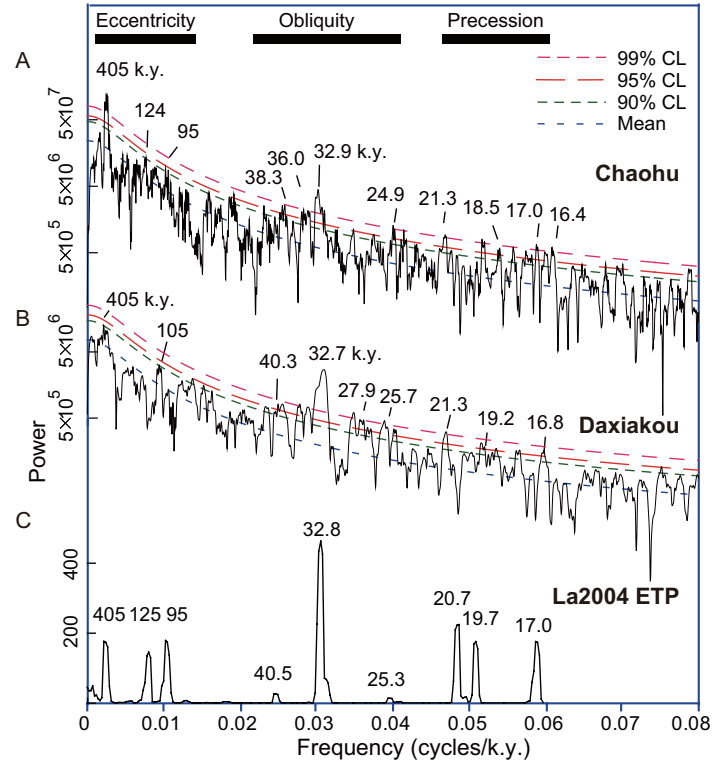 Eccentricity Obliquity Precession
A
99% CL
95% CL
90% CL
Mean
405 k.y.
124
95
38.3
36.0
32.9 k.y.
24.9
21.3
18.5
17.0
16.4
Chaohu
5×10⁷
5×10⁶
5×10⁵
B
405 k.y.
105
40.3
32.7 k.y.
27.9
25.7
21.3
19.2
16.8
Daxiakou
5×10⁶
5×10⁵
Power
C
32.8
La2004 ETP
405
125
95
40.5
25.3
20.7
19.7
17.0
400
200
0 0.01 0.02 0.03 0.04 0.05 0.06 0.07 0.08
Frequency (cycles/k.y.)